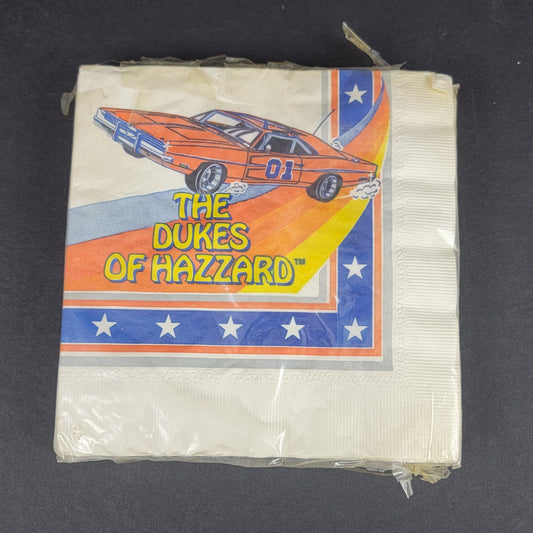 01
THE
DUKES
OF HAZZARD™